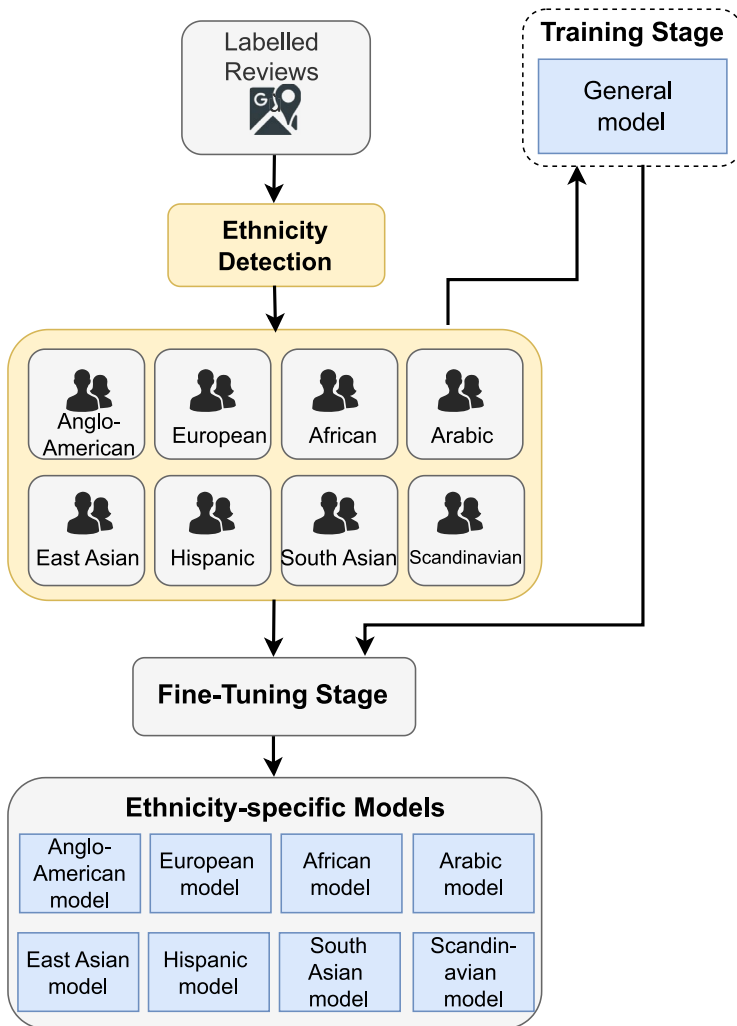 Labelled
Reviews
G
Training Stage
General
model
Ethnicity
Detection
Anglo-
American
European
African
Arabic
East Asian
Hispanic
South Asian
Scandinavian
Fine-Tuning Stage
Ethnicity-specific Models
Anglo-
American
model
European
model
African
model
Arabic
model
East Asian
model
Hispanic
model
South
Asian
model
Scandin-
avian
model